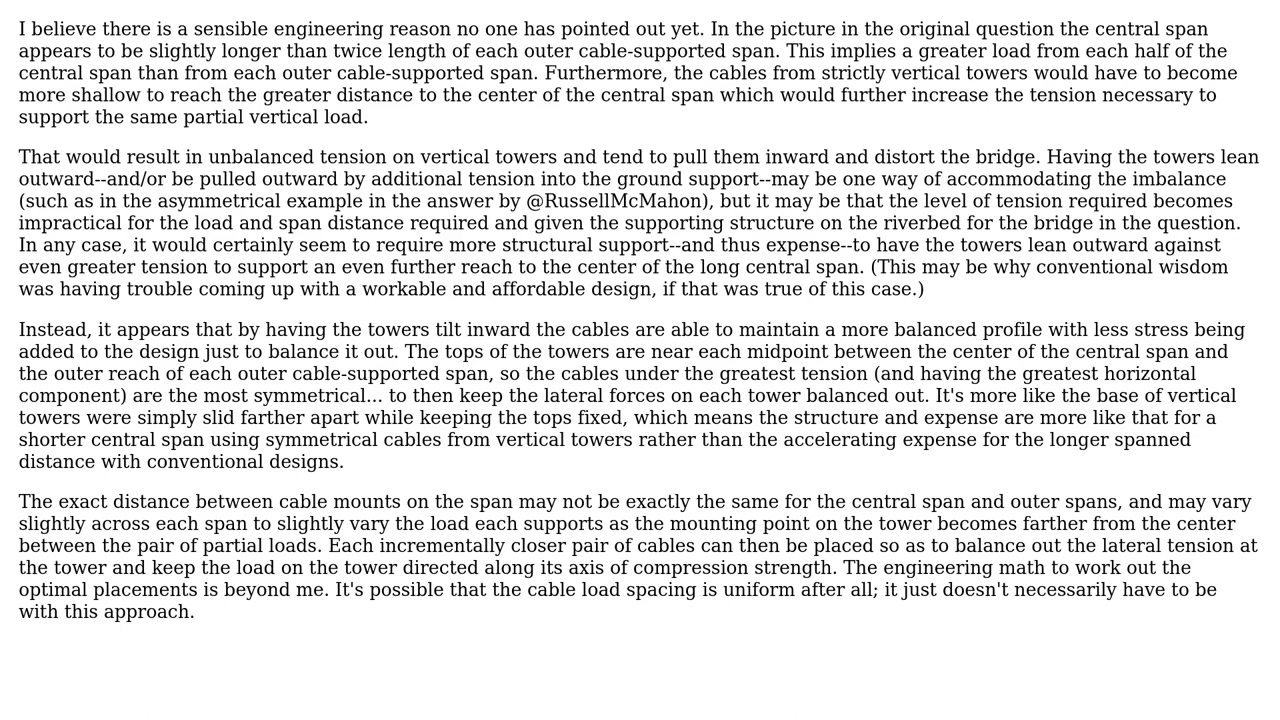 I believe there is a sensible engineering reason no one has pointed out yet. In the picture in the original question the central span
appears to be slightly longer than twice length of each outer cable-supported span. This implies a greater load from each half of the
central span than from each outer cable-supported span. Furthermore, the cables from strictly vertical towers would have to become
more shallow to reach the greater distance to the center of the central span which would further increase the tension necessary to
support the same partial vertical load.
That would result in unbalanced tension on vertical towers and tend to pull them inward and distort the bridge. Having the towers lean
outward--and/or be pulled outward by additional tension into the ground support--may be one way of accommodating the imbalance
(such as in the asymmetrical example in the answer by @RussellMcMahon), but it may be that the level of tension required becomes
impractical for the load and span distance required and given the supporting structure on the riverbed for the bridge in the question.
In any case, it would certainly seem to require more structural support--and thus expense--to have the towers lean outward against
even greater tension to support an even further reach to the center of the long central span. (This may be why conventional wisdom
was having trouble coming up with a workable and affordable design, if that was true of this case.)
Instead, it appears that by having the towers tilt inward the cables are able to maintain a more balanced profile with less stress being
added to the design just to balance it out. The tops of the towers are near each midpoint between the center of the central span and
the outer reach of each outer cable-supported span, so the cables under the greatest tension (and having the greatest horizontal
component) are the most symmetrical... to then keep the lateral forces on each tower balanced out. It's more like the base of vertical
towers were simply slid farther apart while keeping the tops fixed, which means the structure and expense are more like that for a
shorter central span using symmetrical cables from vertical towers rather than the accelerating expense for the longer spanned
distance with conventional designs.
The exact distance between cable mounts on the span may not be exactly the same for the central span and outer spans, and may vary
slightly across each span to slightly vary the load each supports as the mounting point on the tower becomes farther from the center
between the pair of partial loads. Each incrementally closer pair of cables can then be placed so as to balance out the lateral tension at
the tower and keep the load on the tower directed along its axis of compression strength. The engineering math to work out the
optimal placements is beyond me. It's possible that the cable load spacing is uniform after all; it just doesn't necessarily have to be
with this approach.